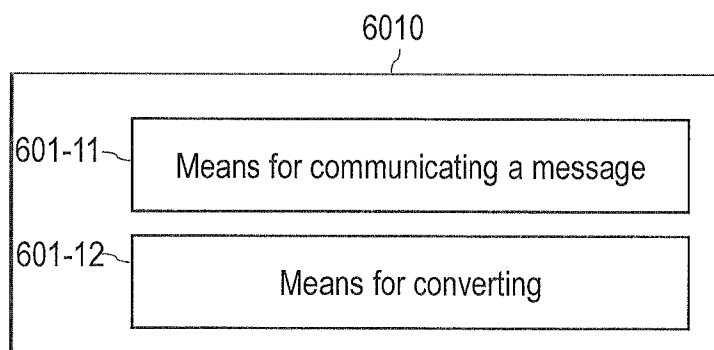 6010
601-11
Means for communicating a message
601-12
Means for converting